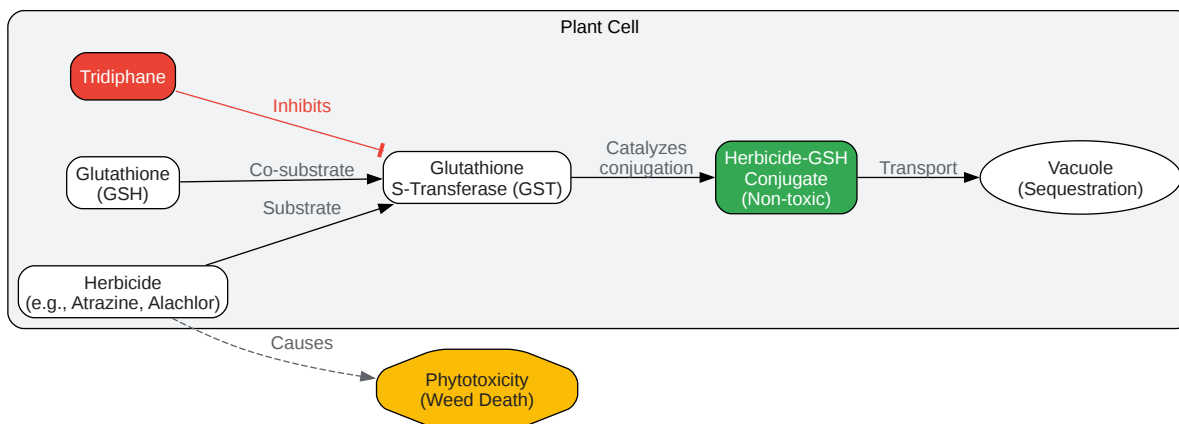 Plant Cell
Tridiphane
Inhibits
Glutathione
(GSH)
Co-substrate
Substrate
Glutathione
S-Transferase (GST)
Catalyzes
conjugation
Herbicide-GSH
Conjugate
(Non-toxic)
Transport
Vacuole
(Sequestration)
Herbicide
(e.g., Atrazine, Alachlor)
Causes
Phytotoxicity
(Weed Death)